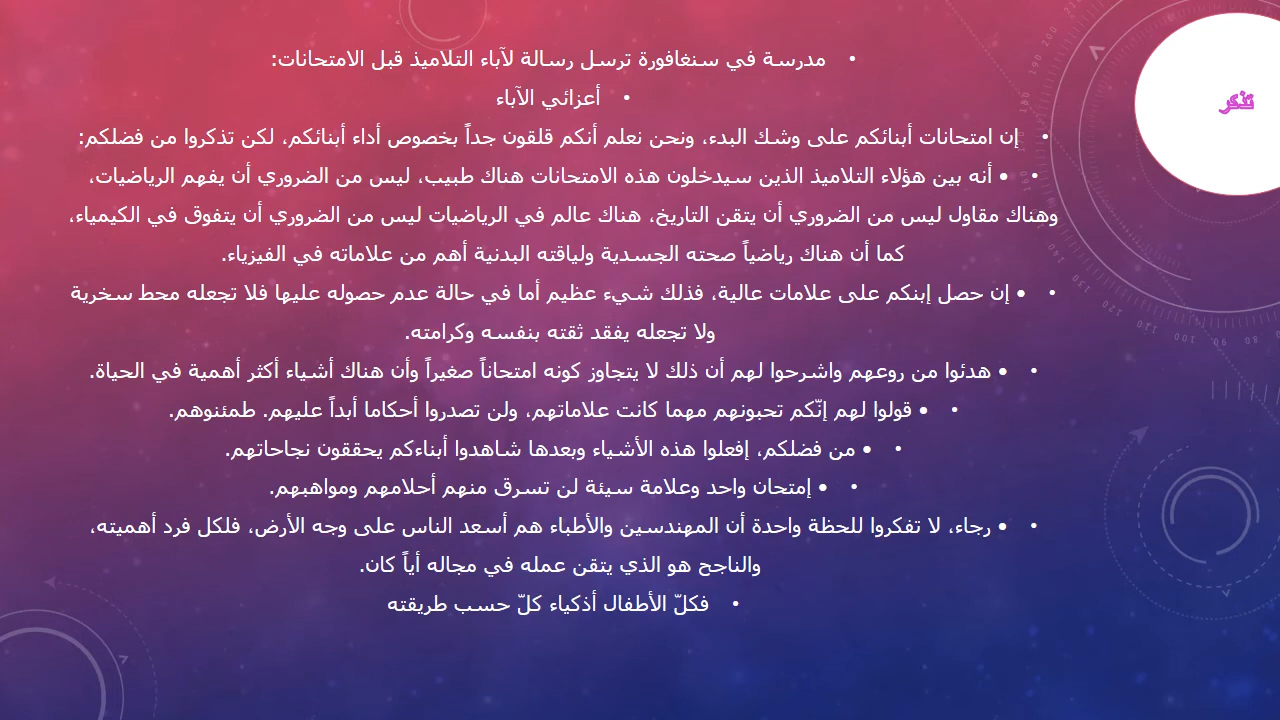 تذكر
• مدرسة في سنغافورة ترسل رسالة لآباء التلاميذ قبل الامتحانات:
• أعزائي الآباء
• إن امتحانات أبنائكم على وشك البدء، ونحن نعلم أنكم قلقون جداً بخصوص أداء أبنائكم، لكن تذكروا من فضلكم:
• • أنه بين هؤلاء التلاميذ الذين سيدخلون هذه الامتحانات هناك طبيب، ليس من الضروري أن يفهم الرياضيات،
وهناك مقاول ليس من الضروري أن يتقن التاريخ، هناك عالم في الرياضيات ليس من الضروري أن يتفوق في الكيمياء،
كما أن هناك رياضياً صحته الجسدية ولياقته البدنية أهم من علاماته في الفيزياء.
• • إن حصل إبنكم على علامات عالية، فذلك شيء عظيم أما في حالة عدم حصوله عليها فلا تجعله محط سخرية
ولا تجعله يفقد ثقته بنفسه وكرامته.
• • هدئوا من روعهم واشرحوا لهم أن ذلك لا يتجاوز كونه امتحاناً صغيراً وأن هناك أشياء أكثر أهمية في الحياة.
• • قولوا لهم إنّكم تحبونهم مهما كانت علاماتهم، ولن تصدروا أحكاما أبداً عليهم. طمئنوهم.
• • من فضلكم، إفعلوا هذه الأشياء وبعدها شاهدوا أبناءكم يحققون نجاحاتهم.
• • إمتحان واحد وعلامة سيئة لن تسرق منهم أحلامهم ومواهبهم.
• • رجاء، لا تفكروا للحظة واحدة أن المهندسين والأطباء هم أسعد الناس على وجه الأرض، فلكل فرد أهميته،
والناجح هو الذي يتقن عمله في مجاله أياً كان.
• فكلّ الأطفال أذكياء كلّ حسب طريقته